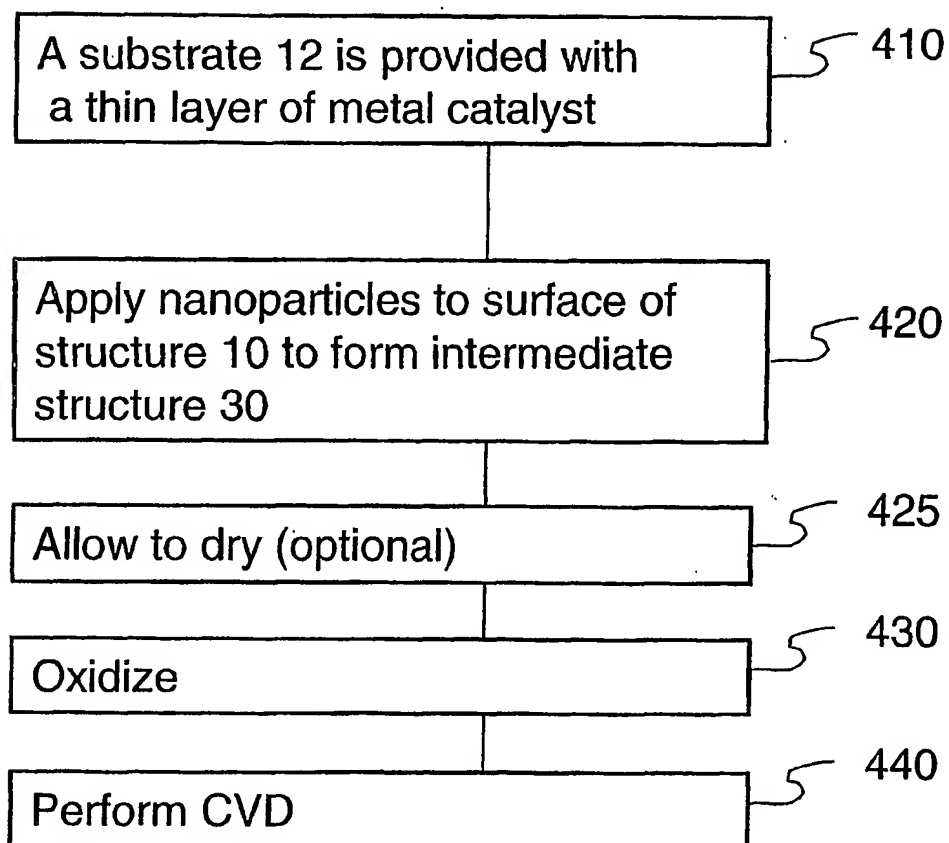 A substrate 12 is provided with
a thin layer of metal catalyst
410
Apply nanoparticles to surface of
structure 10 to form intermediate
structure 30
420
Allow to dry (optional)
425
Oxidize
430
Perform CVD
440